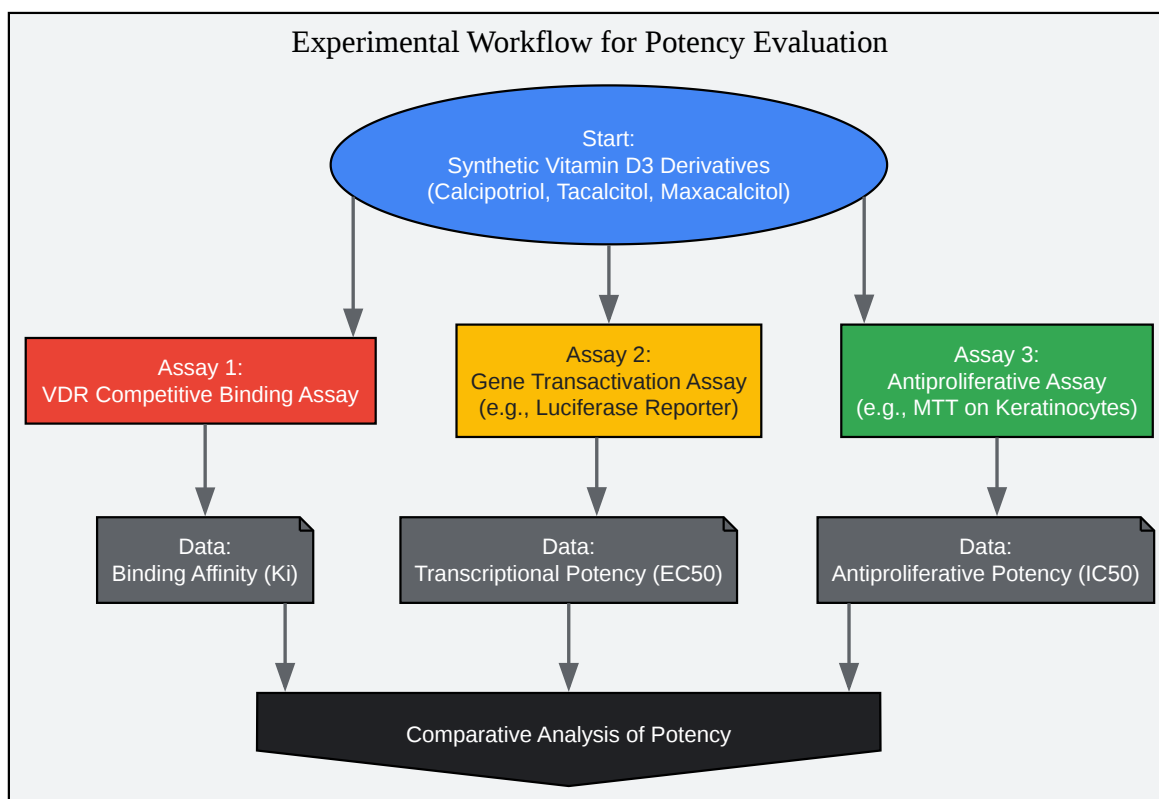 Experimental Workflow for Potency Evaluation
Start:
Synthetic Vitamin D3 Derivatives
(Calcipotriol, Tacalcitol, Maxacalcitol)
Assay 1:
VDR Competitive Binding Assay
Assay 2:
Gene Transactivation Assay
(e.g., Luciferase Reporter)
Assay 3:
Antiproliferative Assay
(e.g., MTT on Keratinocytes)
Data:
Binding Affinity (Ki)
Data:
Transcriptional Potency (EC50)
Data:
Antiproliferative Potency (IC50)
Comparative Analysis of Potency